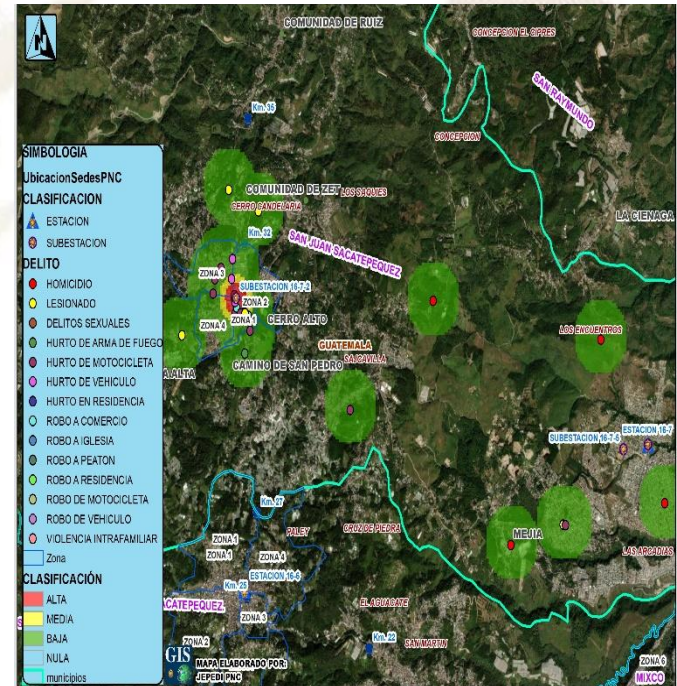 N
COMUNIDAD DE RUIZ
CONCEPCION EL CIPRES
SAN RAYMUNDO
Km. 35
CONCEPCION
SIMBOLOGIA
UbicacionSedesPNC
CLASIFICACION
ESTACION
SUBESTACION
DELITO
HOMICIDIO
LESIONADO
DELITOS SEXUALES
HURTO DE ARMA DE FUEGO
HURTO DE MOTOCICLETA
HURTO DE VEHICULO
HURTO EN RESIDENCIA
ROBO A COMERCIO
ROBO A IGLESIA
ROBO A PEATON
ROBO A RESIDENCIA
ROBO DE MOTOCICLETA
ROBO DE VEHICULO
VIOLENCIA INTRAFAMILIAR
Zona
CLASIFICACIÓN
ALTA
MEDIA
BAJA
NULA
municipios
COMUNIDAD DE ZET
LOS SAQUIES
CERRO CANDELARIA
LA CIENAGA
Km. 32
SAN JUAN SACATEPEQUEZ
ZONA 3
SUBESTACION 16-7-2
ZONA 2
ZONA 1
ZONA 4
CERRO ALTO
LOS ENCUENTROS
GUATEMALA
CAMINO DE SAN PEDRO
SAJCAVILLA
ALTA
ESTACION 16-7
SUBESTACION 16-7-5
Km. 27
PALEY
CRUZ DE PIEDRA
MEJIA
ZONA 1
ZONA 1
ZONA 4
LAS ARCADIAS
ESTACION 16-6
Km. 25
ACATEPEQUEZ
EL AGUACATE
ZONA 3
ZONA 2
Km. 22
SAN MARTIN
GIS
MAPA ELABORADO POR:
JEPEDI PNC
ZONA 6
MIXCO